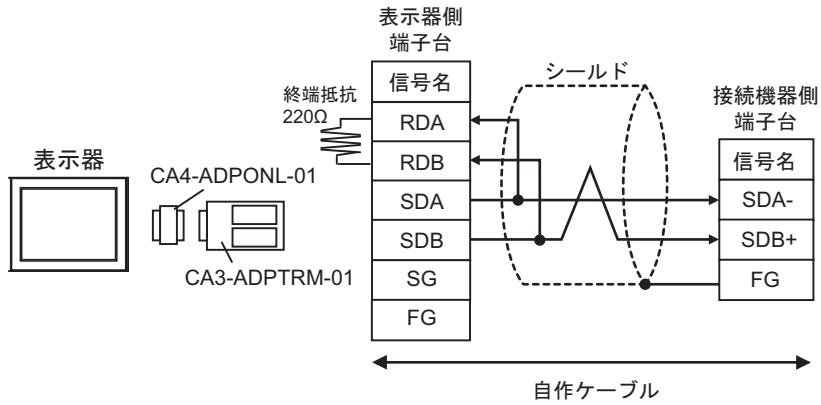 表示器側
端子台
信号名
終端抵抗
220Ω
RDA
RDB
SDA
SDB
SG
FG
シールド
接続機器側
端子台
信号名
SDA-
SDB+
FG
表示器
CA4-ADPONL-01
CA3-ADPTRM-01
自作ケーブル